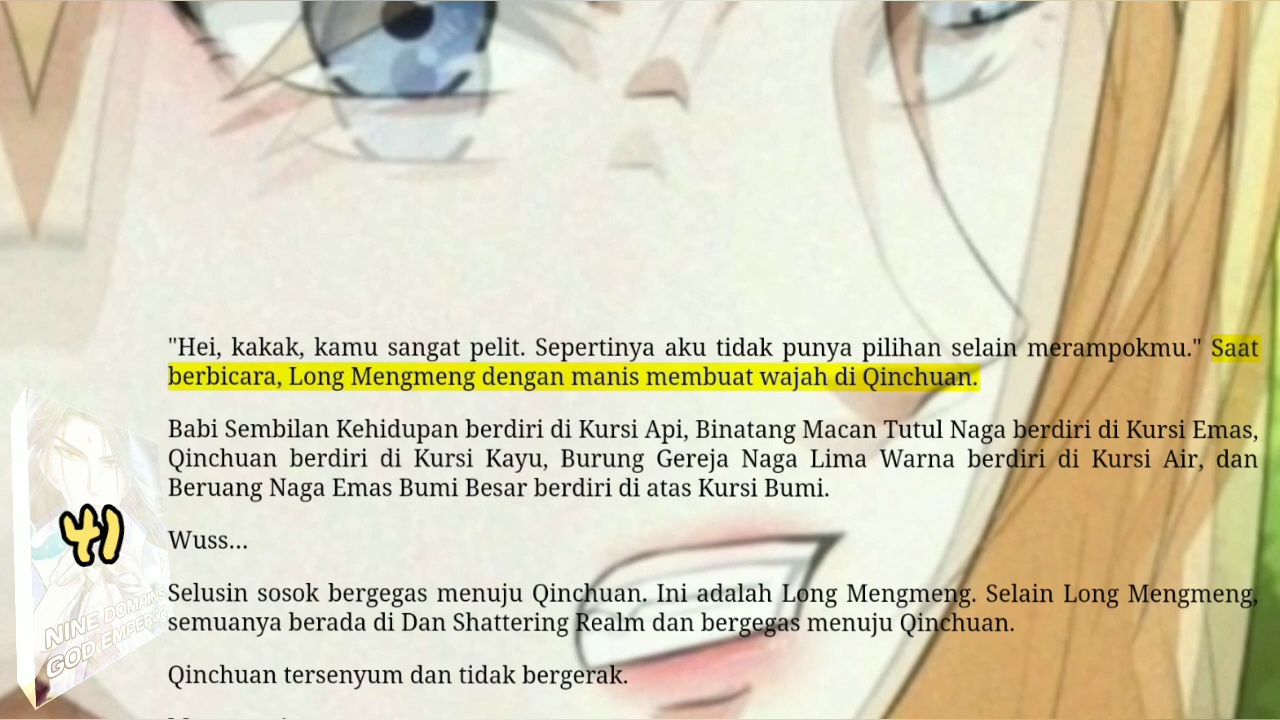 "Hei, kakak, kamu sangat pelit. Sepertinya aku tidak punya pilihan selain merampokmu." Saat
berbicara, Long Mengmeng dengan manis membuat wajah di Qinchuan.
Babi Sembilan Kehidupan berdiri di Kursi Api, Binatang Macan Tutul Naga berdiri di Kursi Emas,
Qinchuan berdiri di Kursi Kayu, Burung Gereja Naga Lima Warna berdiri di Kursi Air, dan
Beruang Naga Emas Bumi Besar berdiri di atas Kursi Bumi.
Wuss...
Selusin sosok bergegas menuju Qinchuan. Ini adalah Long Mengmeng. Selain Long Mengmeng,
semuanya berada di Dan Shattering Realm dan bergegas menuju Qinchuan.
Qinchuan tersenyum dan tidak bergerak.
41
NINE DOMAINS
GOD EMPEROR